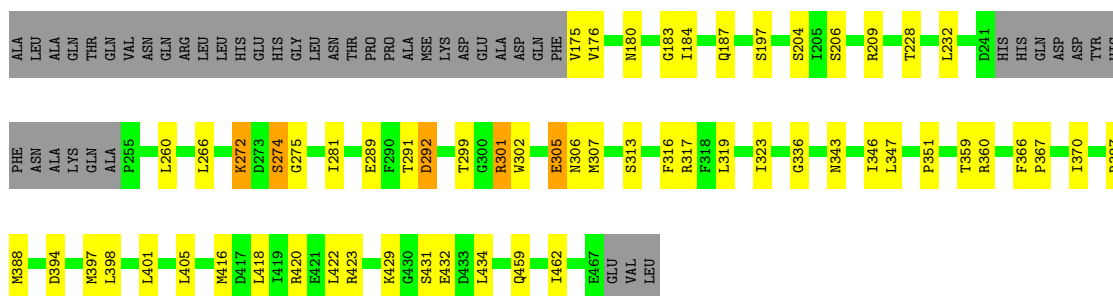 ALA LEU ALA GLN THR GLN VAL ASN GLN ARG LEU LEU HIS GLU HIS GLY LEU ASN THR PRO PRO ALA MSE LYS ASP GLU ALA ASP GLN PHE V175 V176 N180 G183 I184 Q187 S197 S204 I205 S206 R209 T228 L232 D241 HIS HIS GLN ASP ASP TYR
PHE ASN ALA LYS GLN ALA P255 L260 L266 K272 D273 S274 G275 I281 E289 F290 T291 D292 T299 G300 R301 W302 E305 N306 M307 S313 F316 R317 F318 L319 I323 G336 N343 I346 L347 P351 T359 R360 F366 P367 I370
M388 D394 M397 L398 L401 L405 M416 D417 L418 I419 R420 E421 L422 R423 K429 G430 S431 E432 D433 L434 Q459 I462 E467 GLU VAL LEU